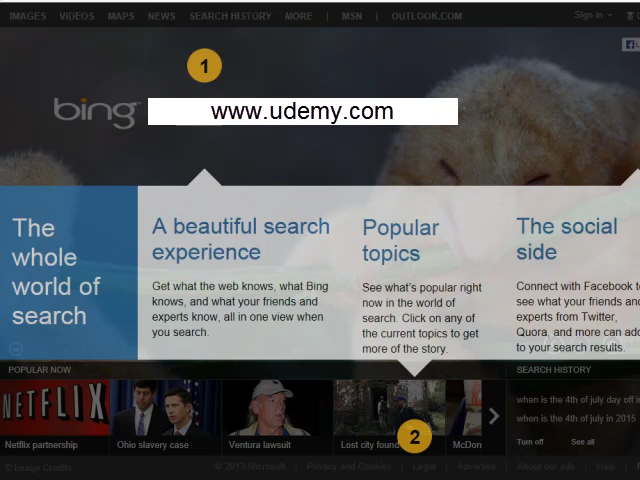 IMAGES VIDEOS MAPS NEWS SEARCH HISTORY MORE | MSN | OUTLOOK.COM
Sign in
1
bing
www.udemy.com
The
whole
world of
search
A beautiful search
experience
Get what the web knows, what Bing
knows, and what your friends and
experts know, all in one view when
you search.
Popular
topics
See what's popular right
now in the world of
search. Click on any of
the current topics to get
more of the story.
The social
side
Connect with Facebook to
see what your friends and
experts from Twitter,
Quora, and more can add
to your search results.
POPULAR NOW
NETFLIX
Netflix partnership
Ohio slavery case
Ventura lawsuit
Lost city found
McDon
2
SEARCH HISTORY
when is the 4th of july day off in
when is the 4th of july in 2015
Turn off See all
© Image Credits
© 2013 Microsoft | Privacy and Cookies | Legal | Advertise | About our ads | Help |